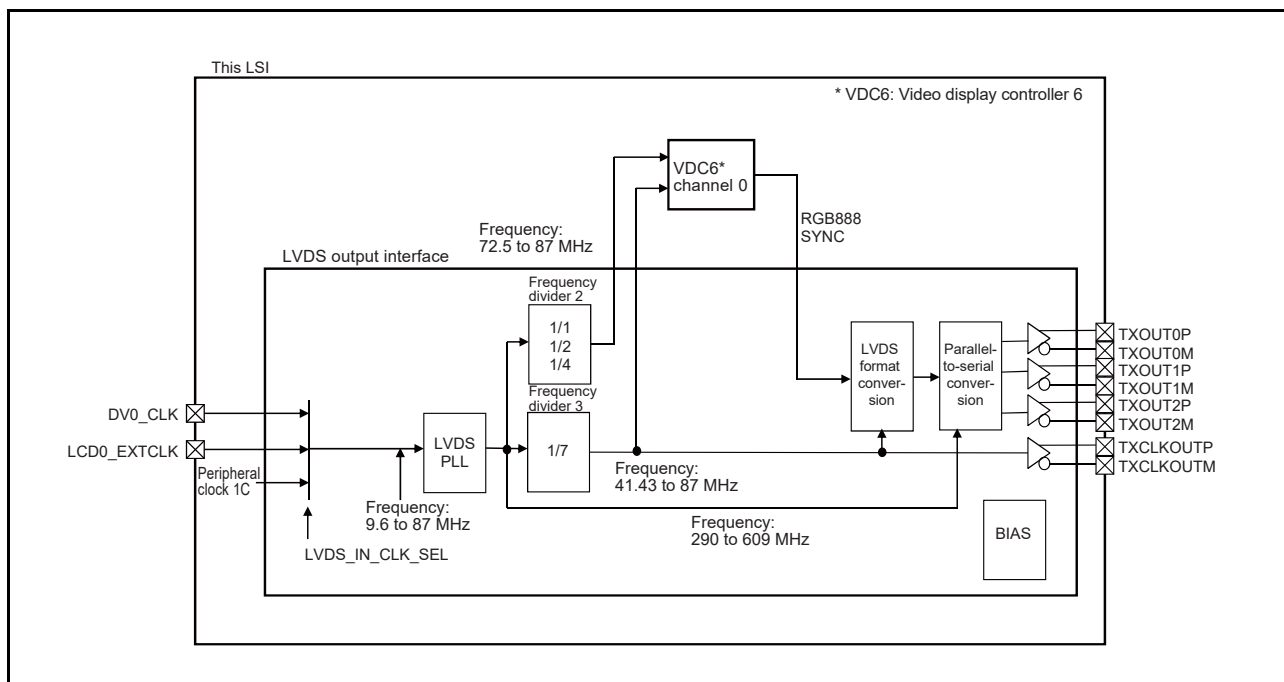 This LSI
* VDC6: Video display controller 6
VDC6*
channel 0
RGB888
SYNC
Frequency:
72.5 to 87 MHz
LVDS output interface
Frequency
divider 2
1/1
1/2
1/4
Frequency
divider 3
1/7
DV0_CLK
LCD0_EXTCLK
Peripheral
clock 1C
LVDS_IN_CLK_SEL
Frequency:
9.6 to 87 MHz
LVDS
PLL
Frequency:
41.43 to 87 MHz
Frequency:
290 to 609 MHz
LVDS
format
conver-
sion
Parallel-
to-serial
conver-
sion
BIAS
TXOUT0P
TXOUT0M
TXOUT1P
TXOUT1M
TXOUT2P
TXOUT2M
TXCLKOUTP
TXCLKOUTM